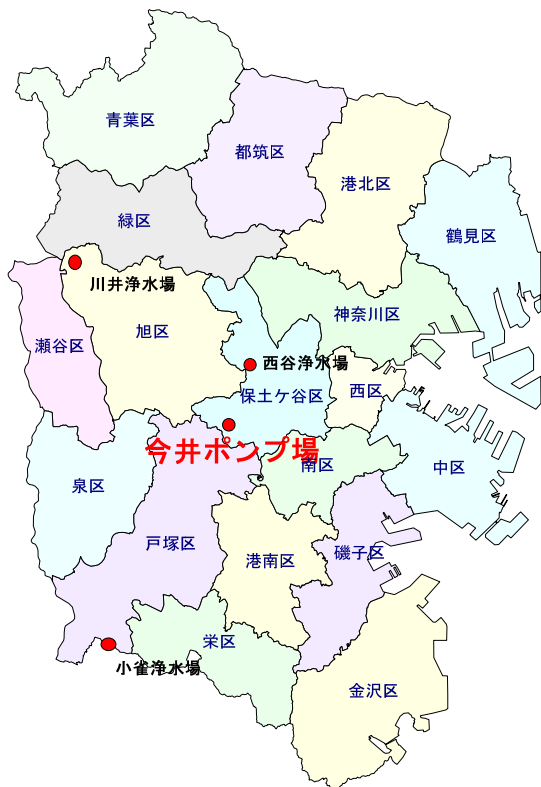 青葉区
都筑区
港北区
緑区
鶴見区
川井浄水場
神奈川区
旭区
瀬谷区
西谷浄水場
保土ケ谷区
西区
今井ポンプ場
南区
中区
泉区
戸塚区
港南区
磯子区
栄区
小雀浄水場
金沢区